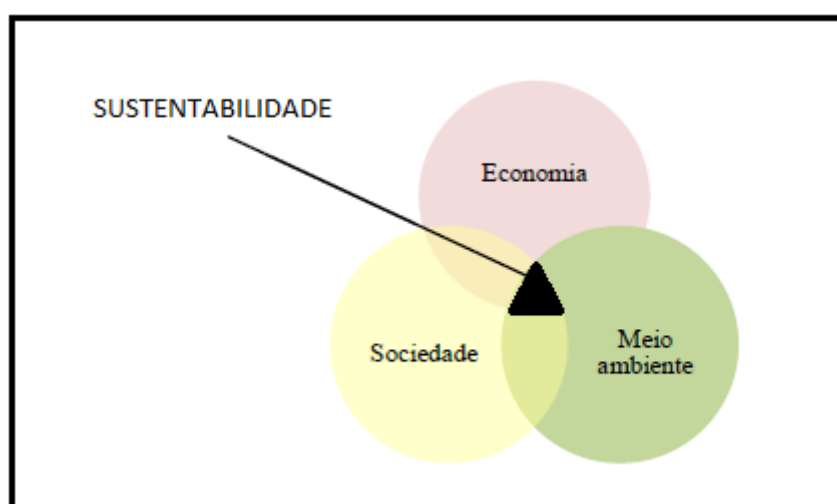 SUSTENTABILIDADE
Economia
Sociedade
Meio
ambiente